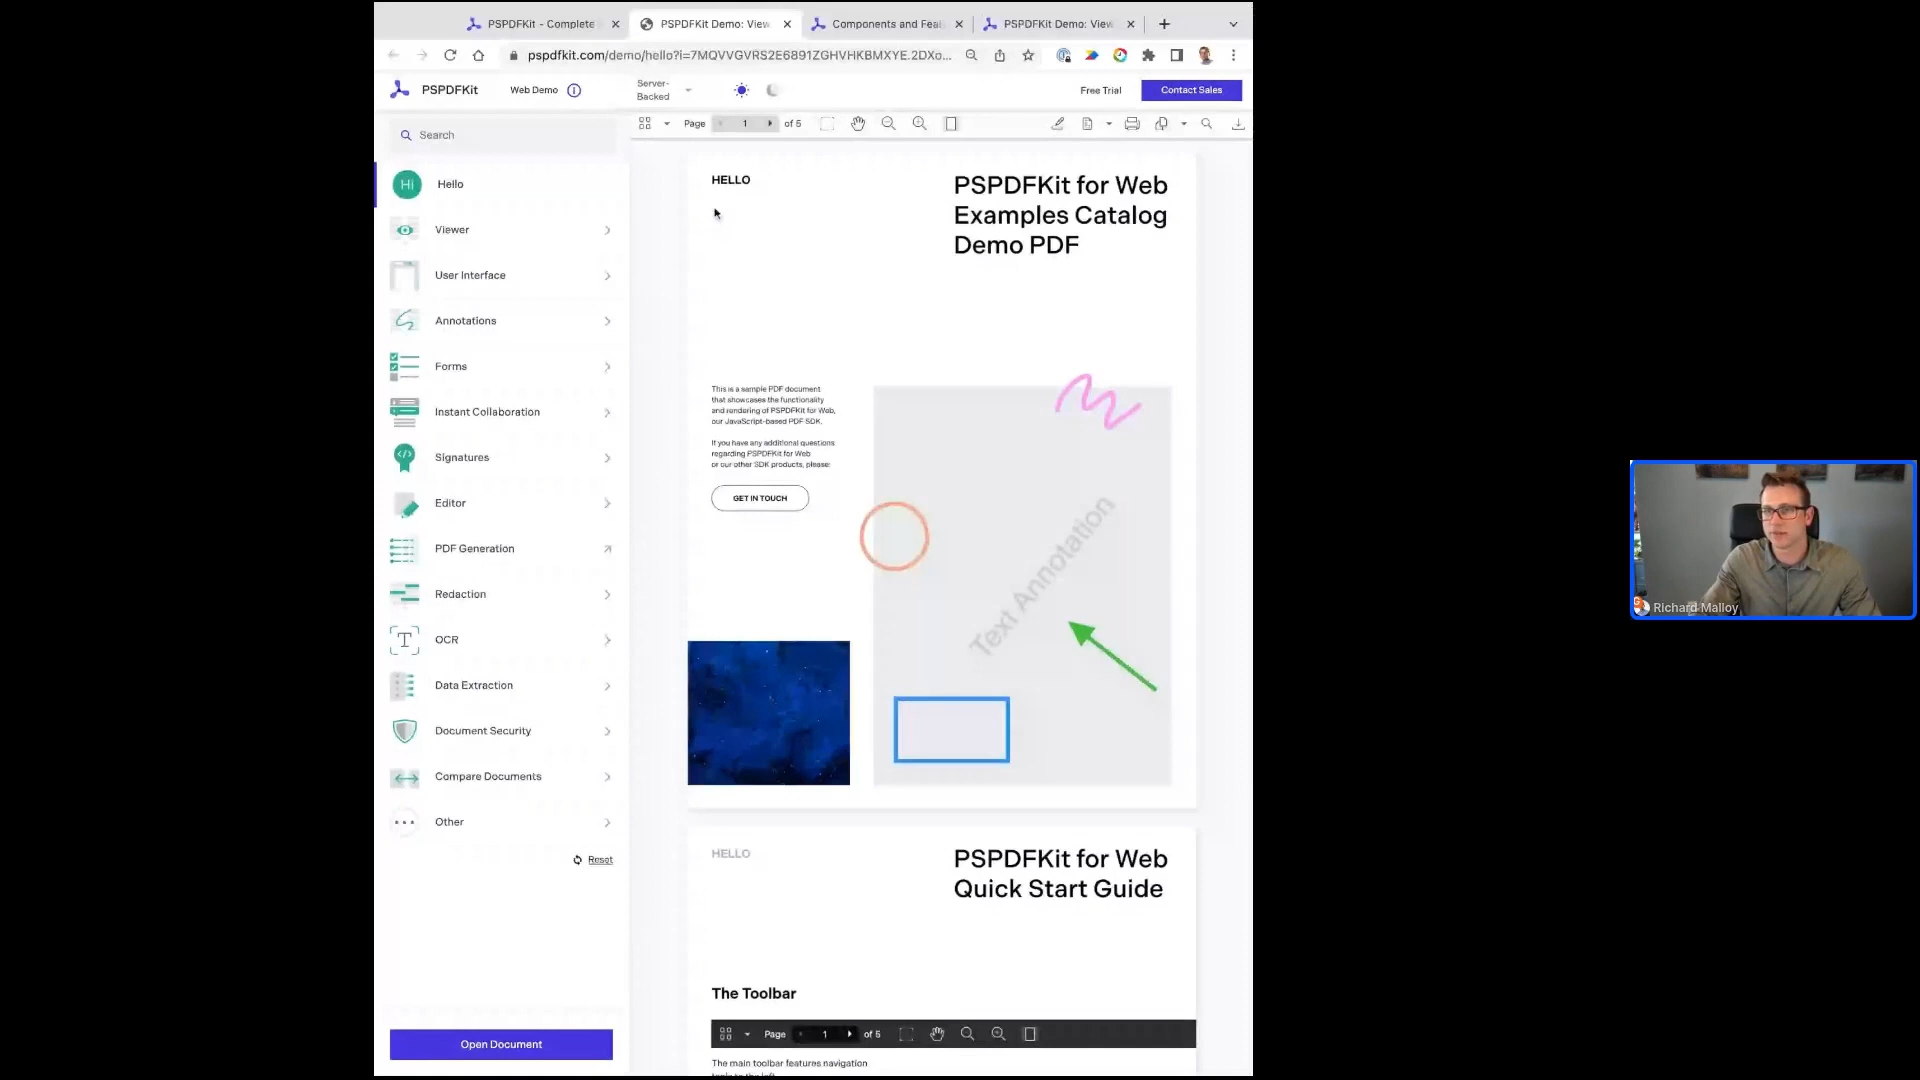 PSPDFKit - Complete
PSPDFKit Demo: View
Components and Feat
PSPDFKit Demo: View
pspdfkit.com/demo/hello?i=7MQVVGVRS2E6891ZGHVHKBMXYE.2DXo...
PSPDFKit
Web Demo
Server-
Backed
Free Trial
Contact Sales
Search
Page 1 of 5
Hi Hello
Viewer
User Interface
Annotations
Forms
Instant Collaboration
Signatures
Editor
PDF Generation
Redaction
OCR
Data Extraction
Document Security
Compare Documents
Other
Reset
Open Document
HELLO
PSPDFKit for Web
Examples Catalog
Demo PDF
This is a sample PDF document
that showcases the functionality
and rendering of PSPDFKit for Web,
our JavaScript-based PDF SDK.
If you have any additional questions
regarding PSPDFKit for Web
or our other SDK products, please:
GET IN TOUCH
Text Annotation
HELLO
PSPDFKit for Web
Quick Start Guide
The Toolbar
Page 1 of 5
The main toolbar features navigation
Richard Malloy